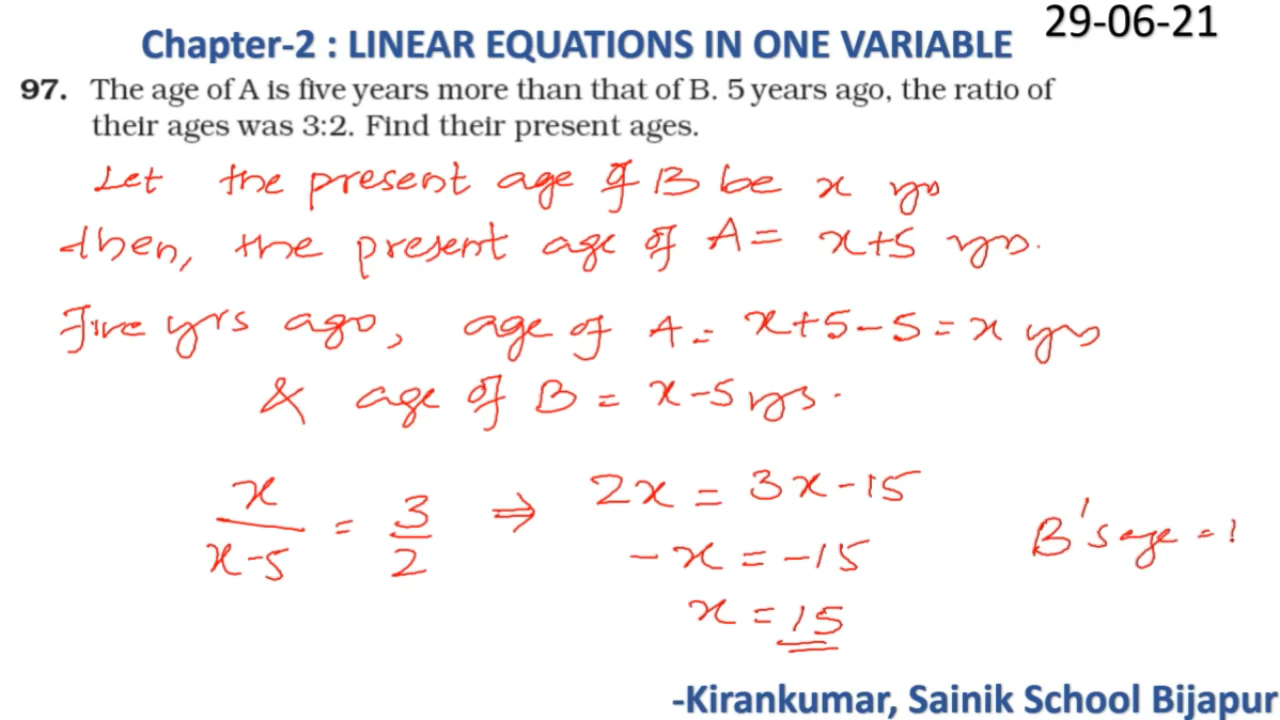 29-06-21
Chapter-2 : LINEAR EQUATIONS IN ONE VARIABLE
97. The age of A is five years more than that of B. 5 years ago, the ratio of
their ages was 3:2. Find their present ages.
Let the present age of B be x yrs
then, the present age of A = x+5 yrs.
Five yrs ago, age of A = x+5-5 = x yrs
& age of B = x-5 yrs.
x/(x-5) = 3/2 ⇒ 2x = 3x-15
-x = -15
x = 15
B's age = 1
-Kirankumar, Sainik School Bijapur